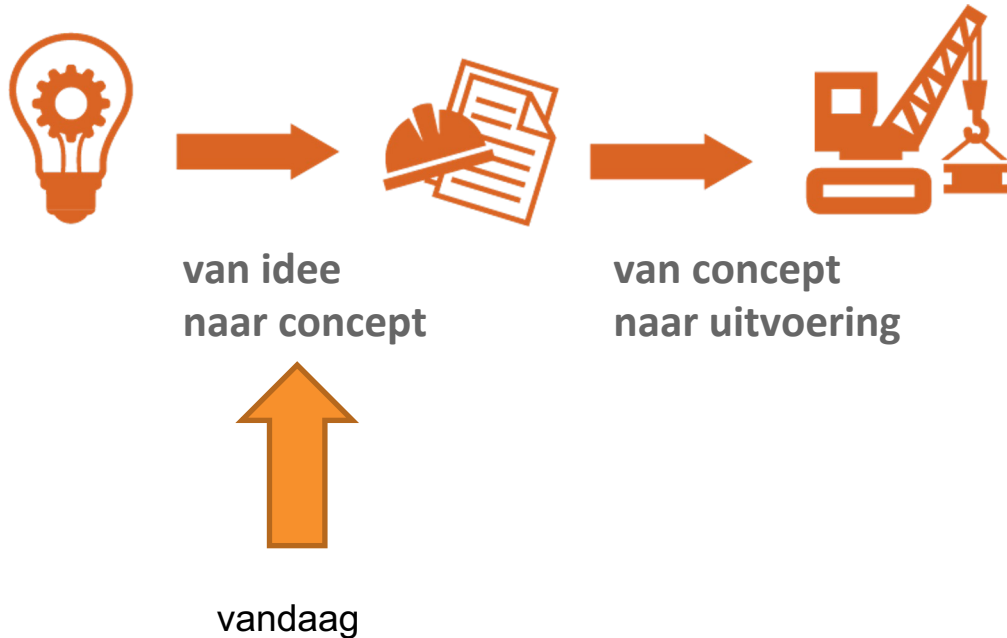 van idee
naar concept
van concept
naar uitvoering
vandaag